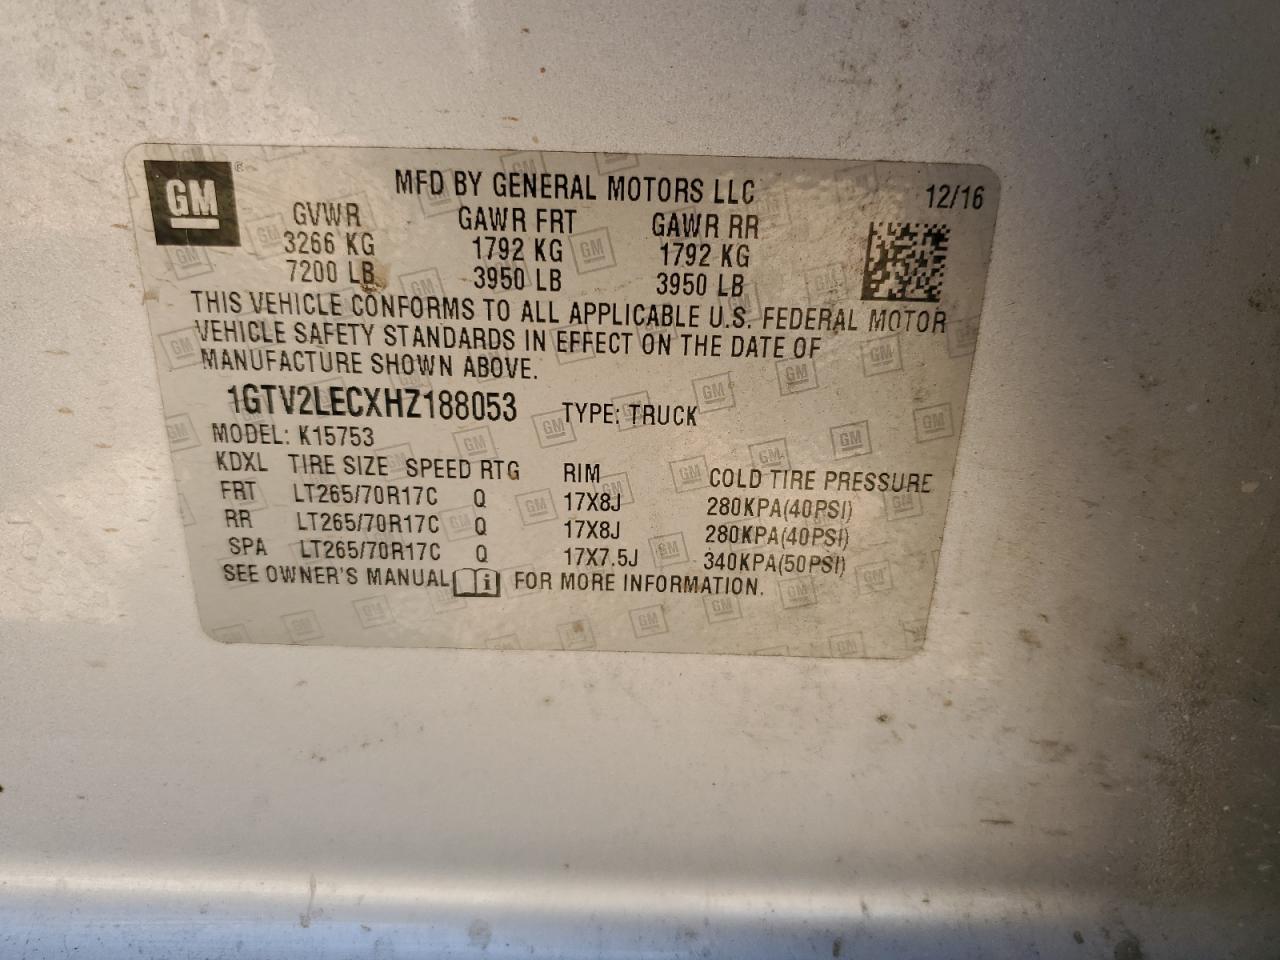 GM ®
MFD BY GENERAL MOTORS LLC 12/16
GVWR GAWR FRT GAWR RR
3266 KG 1792 KG 1792 KG
7200 LB 3950 LB 3950 LB
THIS VEHICLE CONFORMS TO ALL APPLICABLE U.S. FEDERAL MOTOR
VEHICLE SAFETY STANDARDS IN EFFECT ON THE DATE OF
MANUFACTURE SHOWN ABOVE.
1GTV2LECXHZ188053 TYPE: TRUCK
MODEL: K15753
KDXL TIRE SIZE SPEED RTG RIM COLD TIRE PRESSURE
FRT LT265/70R17C Q 17X8J 280KPA(40PSI)
RR LT265/70R17C Q 17X8J 280KPA(40PSI)
SPA LT265/70R17C Q 17X7.5J 340KPA(50PSI)
SEE OWNER'S MANUAL i FOR MORE INFORMATION.